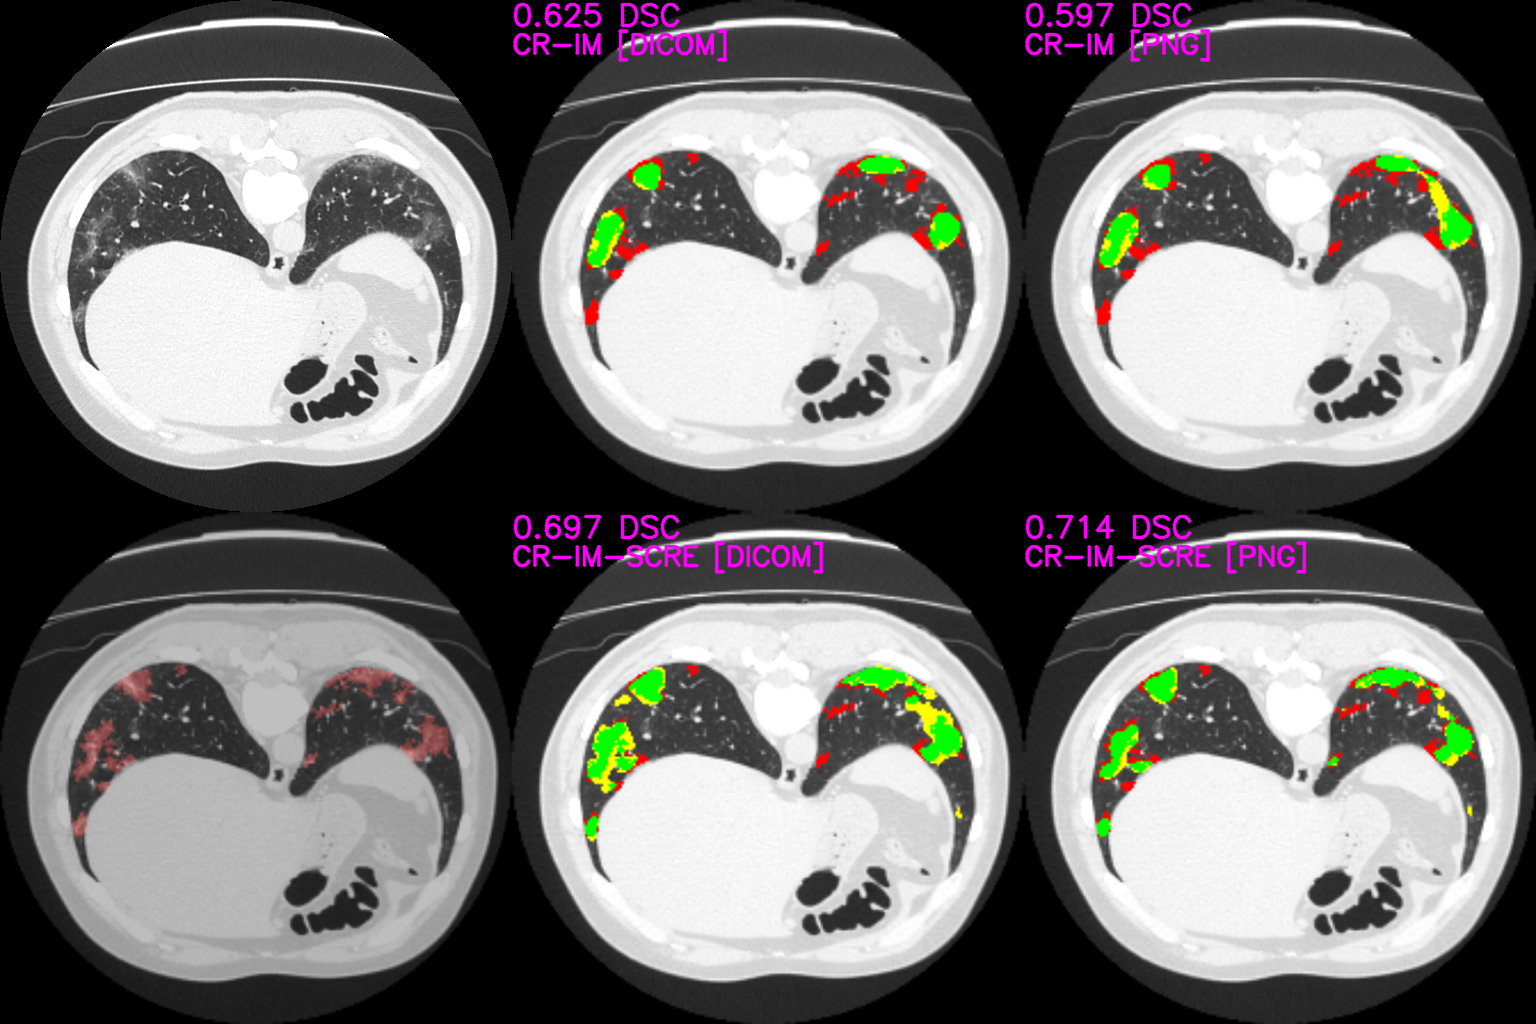 0.625 DSC
CR-IM [DICOM]
0.597 DSC
CR-IM [PNG]
0.697 DSC
CR-IM-SCRE [DICOM]
0.714 DSC
CR-IM-SCRE [PNG]